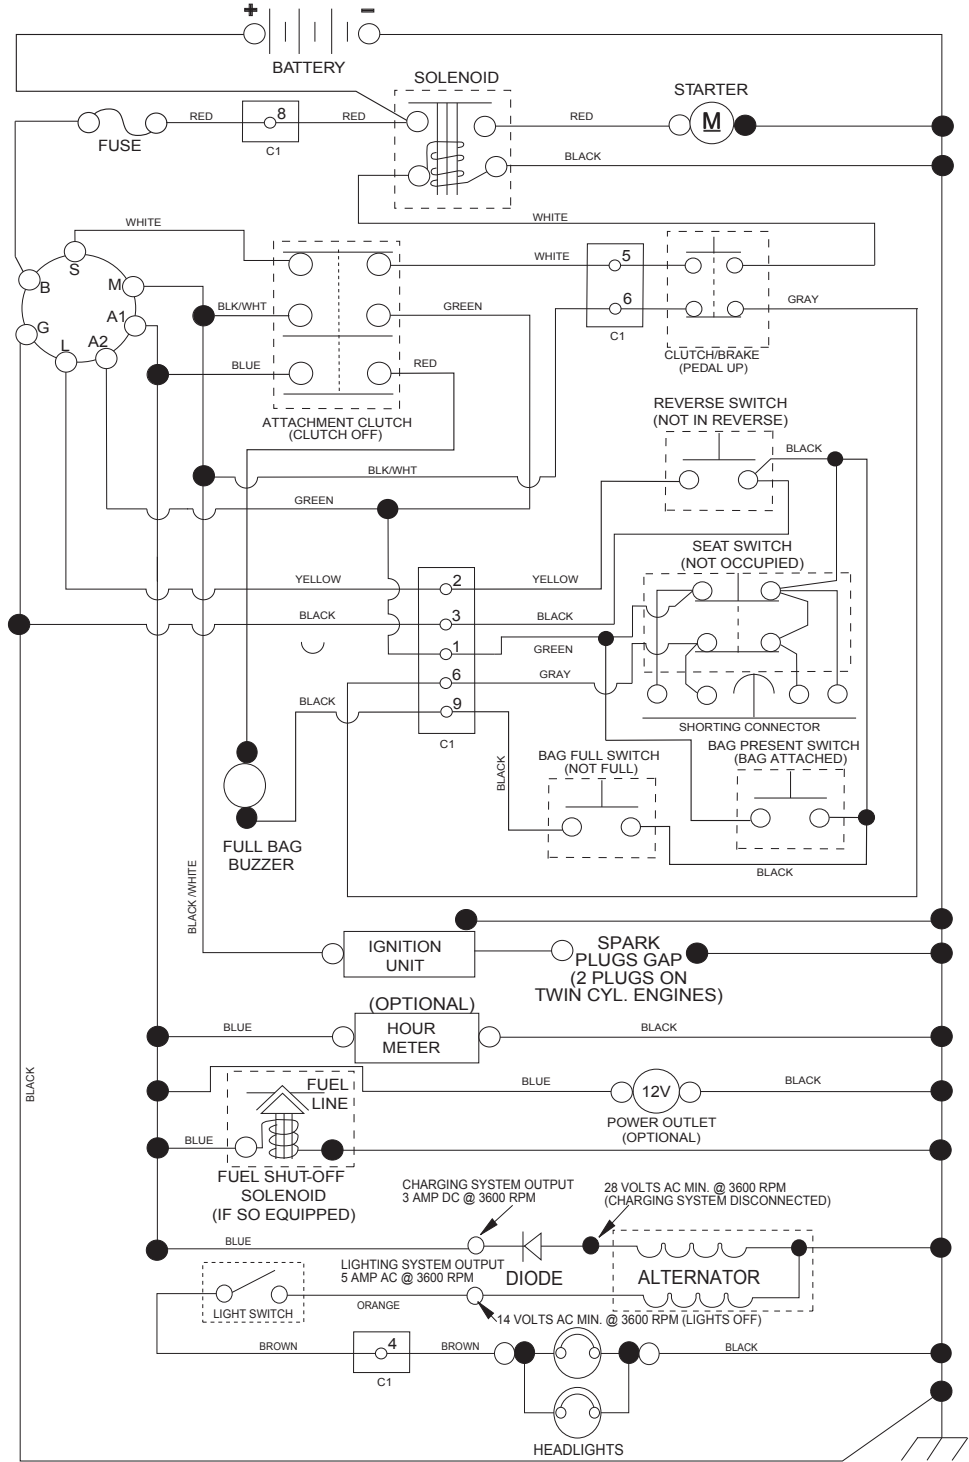 + −
BATTERY
SOLENOID
STARTER
RED
8
RED
RED
M
FUSE
C1
BLACK
WHITE
WHITE
S
WHITE
5
B
M
BLK/WHT
GREEN
6
GRAY
A1
G
C1
L
A2
BLUE
RED
CLUTCH/BRAKE
(PEDAL UP)
ATTACHMENT CLUTCH
(CLUTCH OFF)
REVERSE SWITCH
(NOT IN REVERSE)
BLACK
BLK/WHT
GREEN
SEAT SWITCH
(NOT OCCUPIED)
YELLOW
2
YELLOW
BLACK
3
BLACK
1
GREEN
6
GRAY
BLACK
9
SHORTING CONNECTOR
C1
BLACK
BAG FULL SWITCH
(NOT FULL)
BAG PRESENT SWITCH
(BAG ATTACHED)
FULL BAG
BUZZER
BLACK
BLACK /WHITE
IGNITION
UNIT
SPARK
PLUGS GAP
(2 PLUGS ON
TWIN CYL. ENGINES)
(OPTIONAL)
BLUE
HOUR
METER
BLACK
BLACK
FUEL
LINE
BLUE
12V
BLACK
POWER OUTLET
(OPTIONAL)
BLUE
FUEL SHUT-OFF
SOLENOID
(IF SO EQUIPPED)
CHARGING SYSTEM OUTPUT
3 AMP DC @ 3600 RPM
28 VOLTS AC MIN. @ 3600 RPM
(CHARGING SYSTEM DISCONNECTED)
BLUE
LIGHTING SYSTEM OUTPUT
5 AMP AC @ 3600 RPM
DIODE
ALTERNATOR
LIGHT SWITCH
ORANGE
14 VOLTS AC MIN. @ 3600 RPM (LIGHTS OFF)
BROWN
4
BROWN
BLACK
C1
HEADLIGHTS